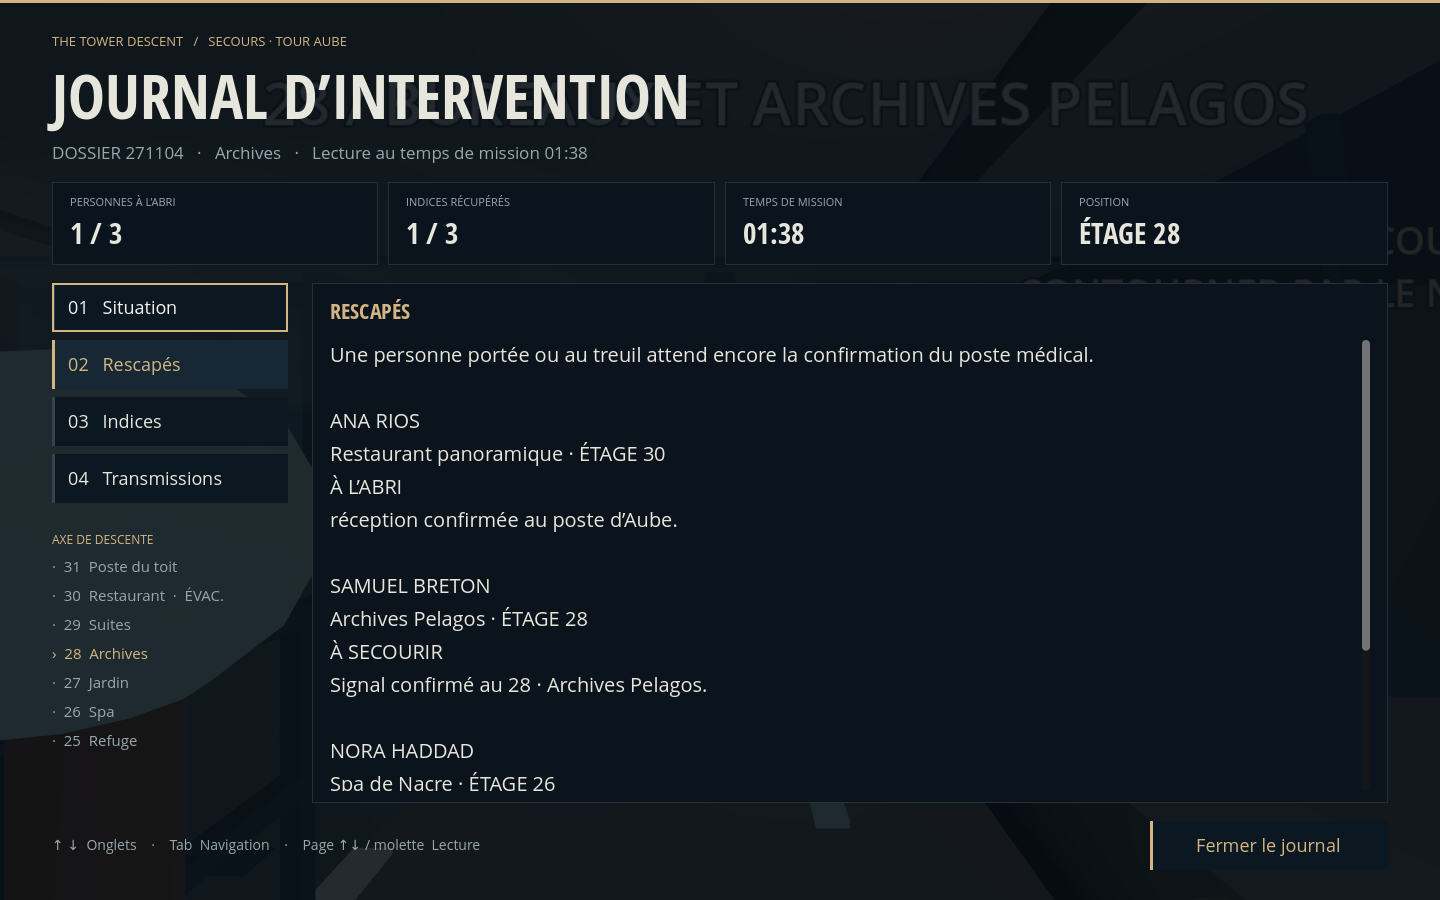 THE TOWER DESCENT / SECOURS · TOUR AUBE
JOURNAL D’INTERVENTION
ET ARCHIVES PELAGOS
DOSSIER 271104 · Archives · Lecture au temps de mission 01:38
PERSONNES À L’ABRI
1 / 3
INDICES RÉCUPÉRÉS
1 / 3
TEMPS DE MISSION
01:38
POSITION
ÉTAGE 28
01 Situation
02 Rescapés
03 Indices
04 Transmissions
AXE DE DESCENTE
· 31 Poste du toit
· 30 Restaurant · ÉVAC.
· 29 Suites
› 28 Archives
· 27 Jardin
· 26 Spa
· 25 Refuge
RESCAPÉS
Une personne portée ou au treuil attend encore la confirmation du poste médical.
ANA RIOS
Restaurant panoramique · ÉTAGE 30
À L’ABRI
réception confirmée au poste d’Aube.
SAMUEL BRETON
Archives Pelagos · ÉTAGE 28
À SECOURIR
Signal confirmé au 28 · Archives Pelagos.
NORA HADDAD
Spa de Nacre · ÉTAGE 26
↑ ↓ Onglets · Tab Navigation · Page ↑↓ / molette Lecture
Fermer le journal